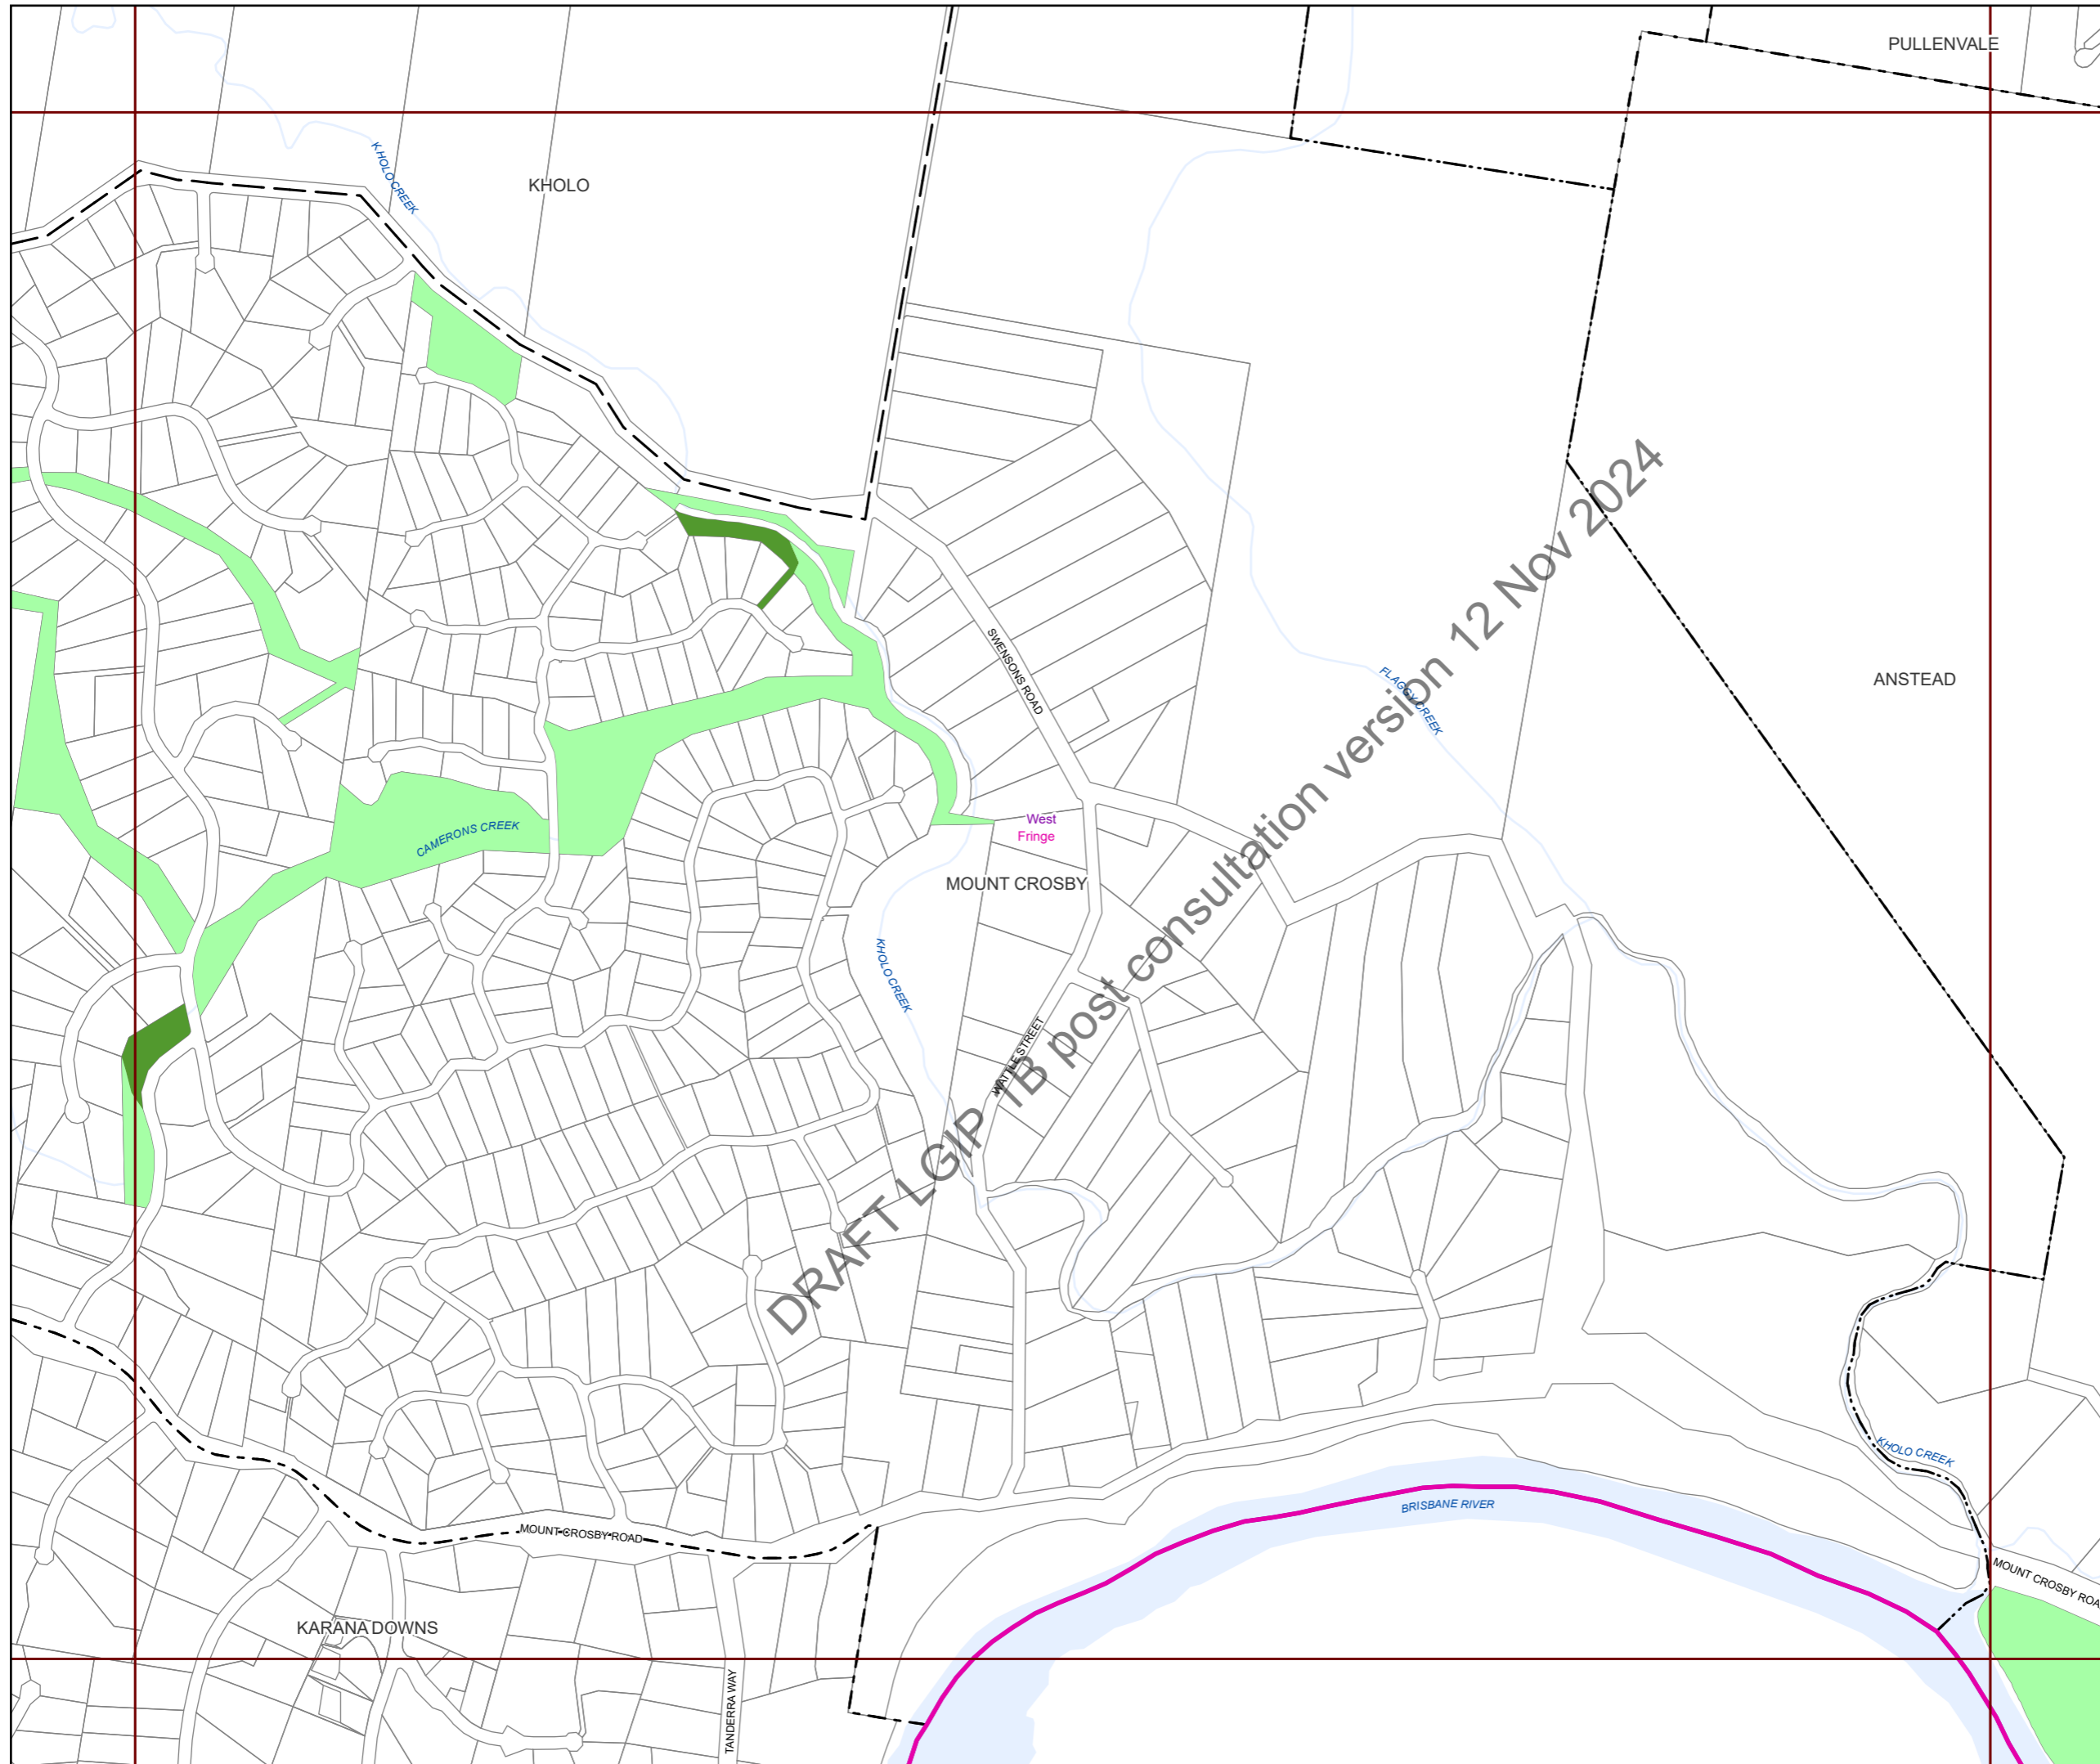 PULLENVALE
KHOLO CREEK
KHOLO
SWENSONS ROAD
FLAGGY CREEK
ANSTEAD
West
Fringe
CAMERONS CREEK
MOUNT CROSBY
KHOLO CREEK
WATTLE STREET
DRAFT LGIP 1B post consultation version 12 Nov 2024
KHOLO CREEK
BRISBANE RIVER
MOUNT CROSBY ROAD
MOUNT CROSBY ROA
KARANA DOWNS
TANDERRA WAY